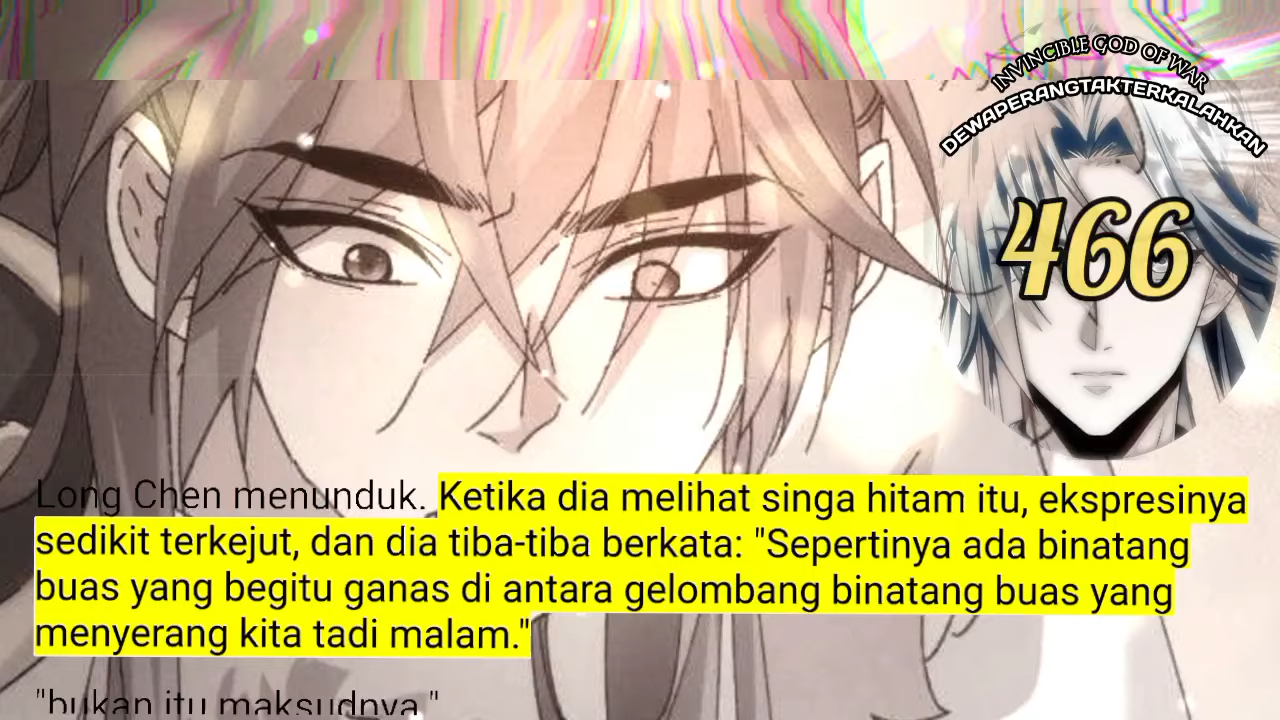 INVINCIBLE GOD OF WAR
DEWAPERANGTAKTERKALAHKAN
466
Long Chen menunduk. Ketika dia melihat singa hitam itu, ekspresinya
sedikit terkejut, dan dia tiba-tiba berkata: "Sepertinya ada binatang
buas yang begitu ganas di antara gelombang binatang buas yang
menyerang kita tadi malam."
"bukan itu maksudnya."